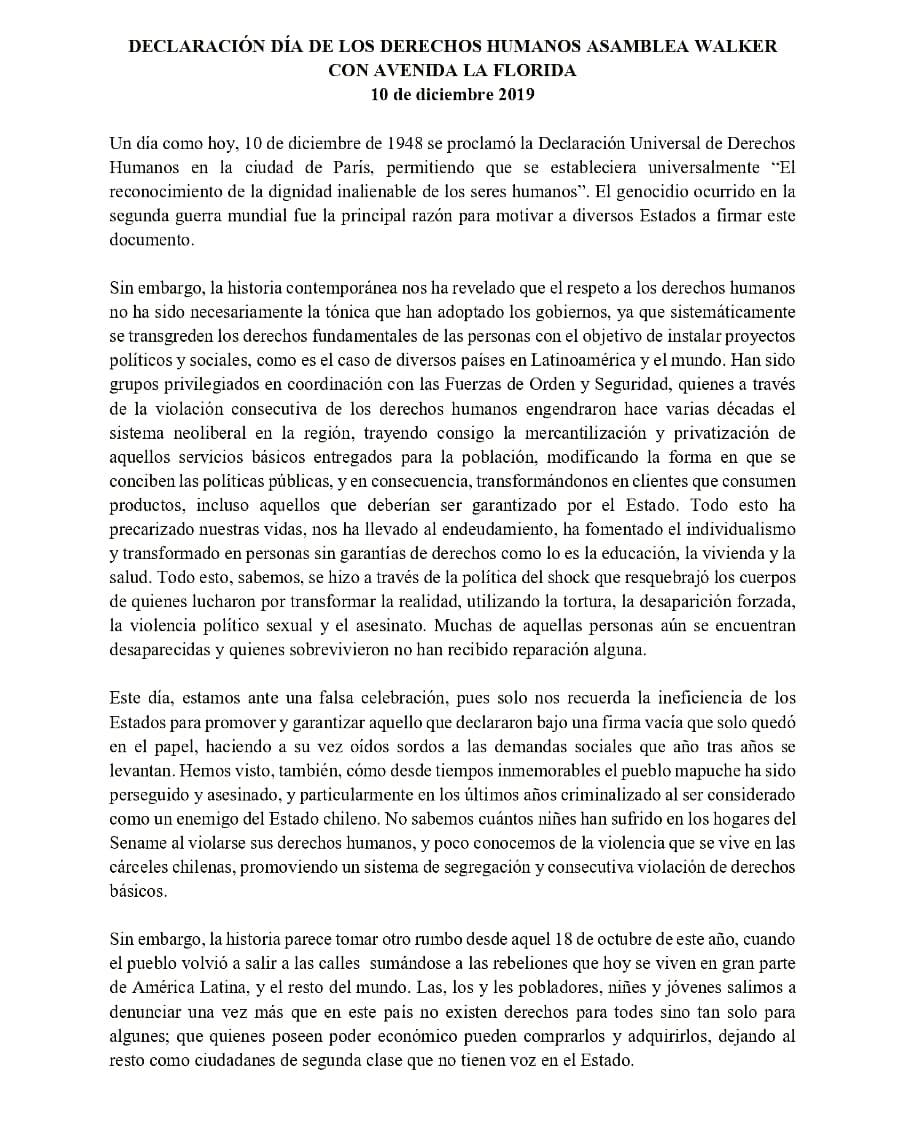 DECLARACIÓN DÍA DE LOS DERECHOS HUMANOS ASAMBLEA WALKER
CON AVENIDA LA FLORIDA
10 de diciembre 2019
Un día como hoy, 10 de diciembre de 1948 se proclamó la Declaración Universal de Derechos
Humanos en la ciudad de París, permitiendo que se estableciera universalmente “El
reconocimiento de la dignidad inalienable de los seres humanos”. El genocidio ocurrido en la
segunda guerra mundial fue la principal razón para motivar a diversos Estados a firmar este
documento.
Sin embargo, la historia contemporánea nos ha revelado que el respeto a los derechos humanos
no ha sido necesariamente la tónica que han adoptado los gobiernos, ya que sistemáticamente
se transgreden los derechos fundamentales de las personas con el objetivo de instalar proyectos
políticos y sociales, como es el caso de diversos países en Latinoamérica y el mundo. Han sido
grupos privilegiados en coordinación con las Fuerzas de Orden y Seguridad, quienes a través
de la violación consecutiva de los derechos humanos engendraron hace varias décadas el
sistema neoliberal en la región, trayendo consigo la mercantilización y privatización de
aquellos servicios básicos entregados para la población, modificando la forma en que se
conciben las políticas públicas, y en consecuencia, transformándonos en clientes que consumen
productos, incluso aquellos que deberían ser garantizado por el Estado. Todo esto ha
precarizado nuestras vidas, nos ha llevado al endeudamiento, ha fomentado el individualismo
y transformado en personas sin garantías de derechos como lo es la educación, la vivienda y la
salud. Todo esto, sabemos, se hizo a través de la política del shock que resquebrajó los cuerpos
de quienes lucharon por transformar la realidad, utilizando la tortura, la desaparición forzada,
la violencia político sexual y el asesinato. Muchas de aquellas personas aún se encuentran
desaparecidas y quienes sobrevivieron no han recibido reparación alguna.
Este día, estamos ante una falsa celebración, pues solo nos recuerda la ineficiencia de los
Estados para promover y garantizar aquello que declararon bajo una firma vacía que solo quedó
en el papel, haciendo a su vez oídos sordos a las demandas sociales que año tras años se
levantan. Hemos visto, también, cómo desde tiempos inmemorables el pueblo mapuche ha sido
perseguido y asesinado, y particularmente en los últimos años criminalizado al ser considerado
como un enemigo del Estado chileno. No sabemos cuántos niñes han sufrido en los hogares del
Sename al violarse sus derechos humanos, y poco conocemos de la violencia que se vive en las
cárceles chilenas, promoviendo un sistema de segregación y consecutiva violación de derechos
básicos.
Sin embargo, la historia parece tomar otro rumbo desde aquel 18 de octubre de este año, cuando
el pueblo volvió a salir a las calles sumándose a las rebeliones que hoy se viven en gran parte
de América Latina, y el resto del mundo. Las, los y les pobladores, niñes y jóvenes salimos a
denunciar una vez más que en este país no existen derechos para todes sino tan solo para
algunes; que quienes poseen poder económico pueden comprarlos y adquirirlos, dejando al
resto como ciudadanes de segunda clase que no tienen voz en el Estado.